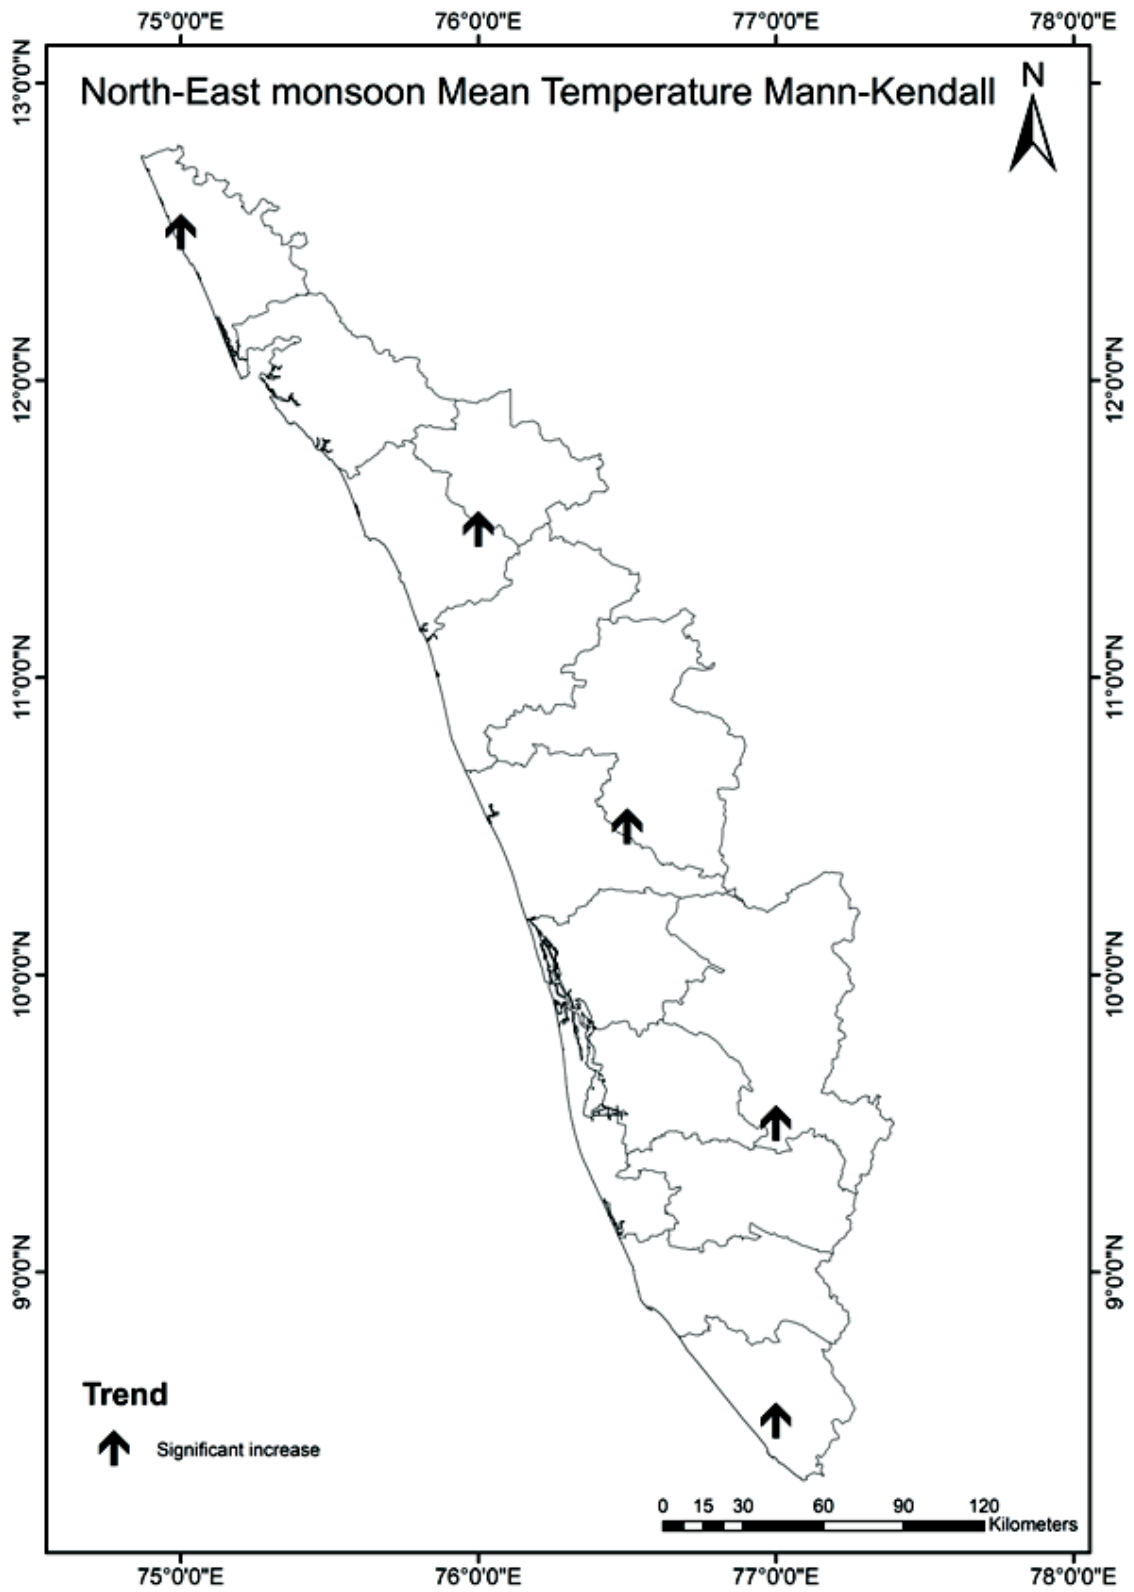 75°0'0"E 76°0'0"E 77°0'0"E 78°0'0"E
North-East monsoon Mean Temperature Mann-Kendall
N
13°0'0"N
12°0'0"N 12°0'0"N
11°0'0"N 11°0'0"N
10°0'0"N 10°0'0"N
9°0'0"N 9°0'0"N
Trend
Significant increase
0 15 30 60 90 120
Kilometers
75°0'0"E 76°0'0"E 77°0'0"E 78°0'0"E